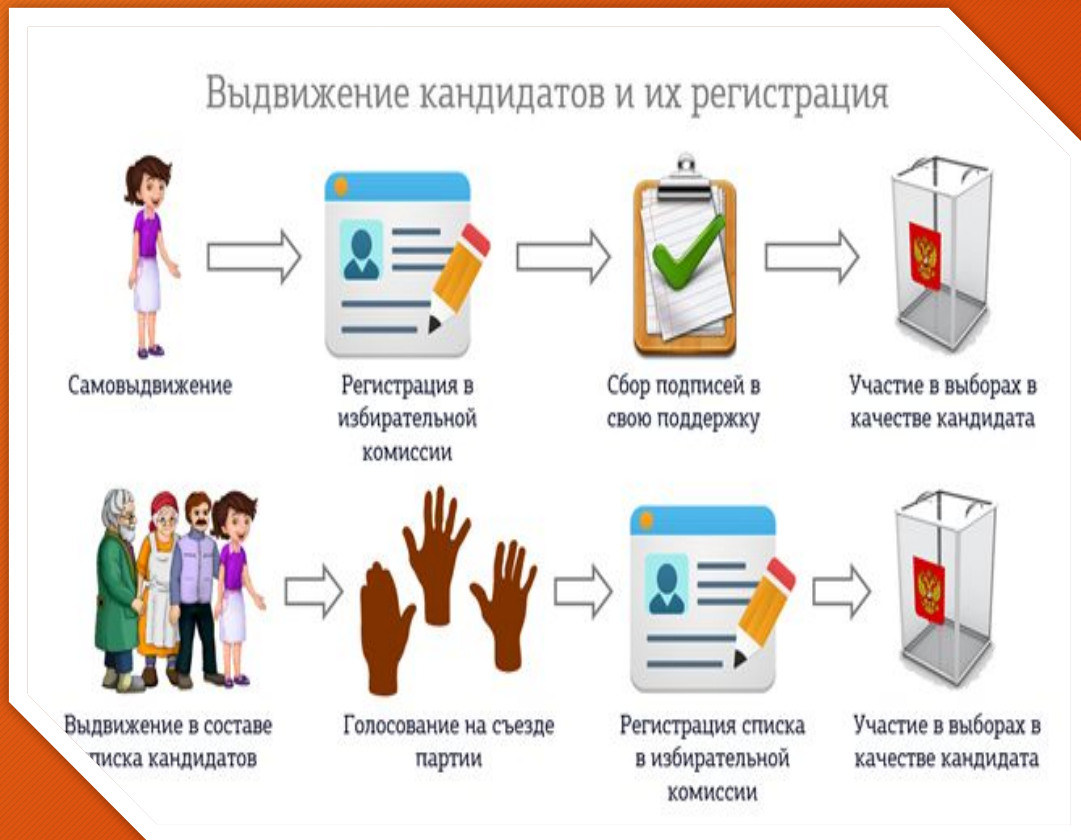 Выдвижение кандидатов и их регистрация
Самовыдвижение
Регистрация в
избирательной
комиссии
Сбор подписей в
свою поддержку
Участие в выборах в
качестве кандидата
Выдвижение в составе
писка кандидатов
Голосование на съезде
партии
Регистрация списка
в избирательной
комиссии
Участие в выборах в
качестве кандидата